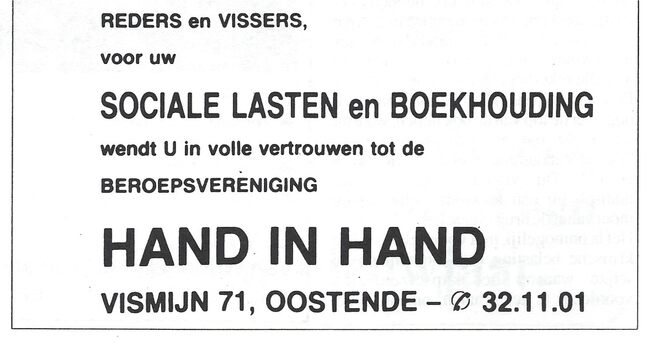 REDERS en VISSERS,
voor uw
SOCIALE LASTEN en BOEKHOUDING
wendt U in volle vertrouwen tot de
BEROEPSVERENIGING
HAND IN HAND
VISMIJN 71, OOSTENDE – ✆ 32.11.01